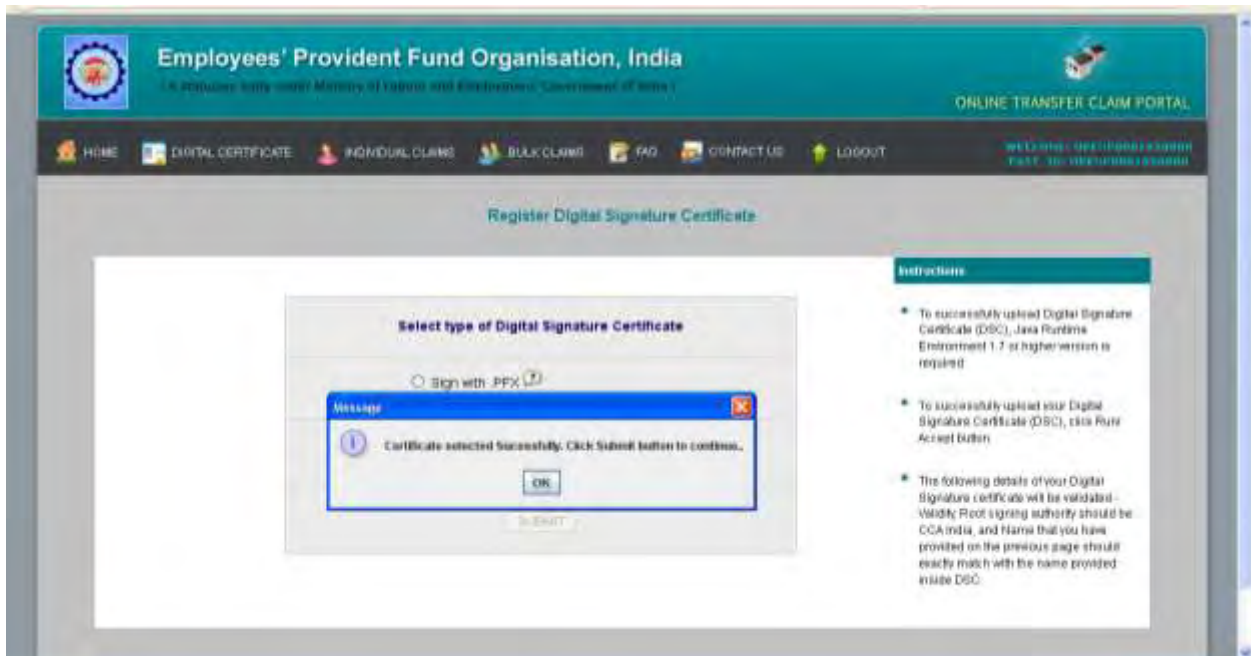 Employees' Provident Fund Organisation, India
ONLINE TRANSFER CLAIM PORTAL
HOME DIGITAL CERTIFICATE INDIVIDUAL CLAIMS BULK CLAIMS FAQ CONTACT US LOGOUT
Register Digital Signature Certificate
Select type of Digital Signature Certificate
Sign with .PFX
Message
Certificate selected Successfully. Click Submit button to continue..
OK
SUBMIT
Instructions
To successfully upload Digital Signature
Certificate (DSC), Java Runtime
Environment 1.7 or higher version is
required
To successfully upload your Digital
Signature Certificate (DSC), click Run/
Accept button
The following details of your Digital
Signature certificate will be validated -
Validity, Root signing authority should be
CCA India, and Name that you have
provided on the previous page should
exactly match with the name provided
inside DSC.